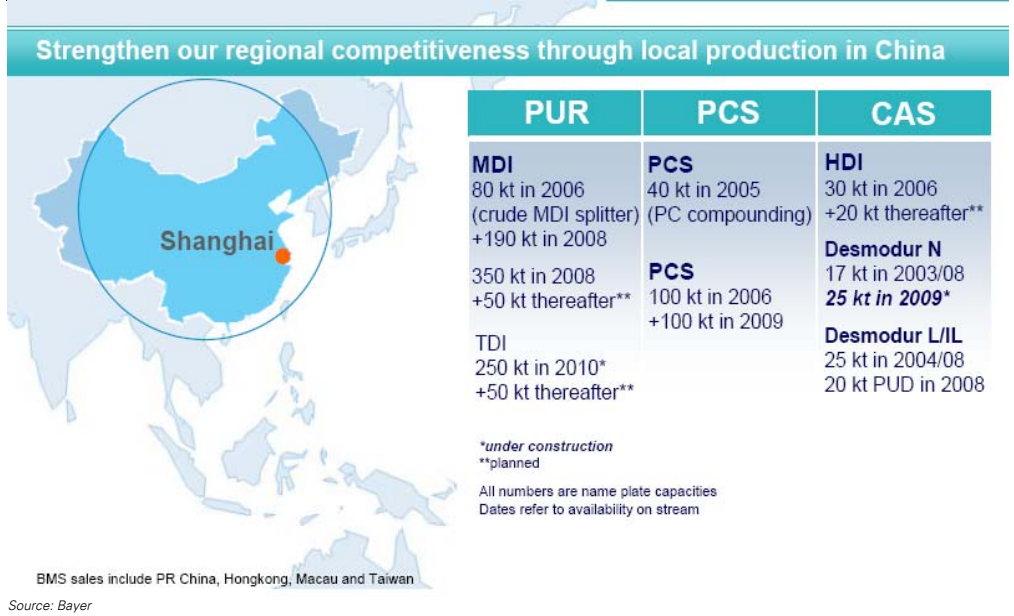 Strengthen our regional competitiveness through local production in China
Shanghai
PUR
MDI
80 kt in 2006
(crude MDI splitter)
+190 kt in 2008
350 kt in 2008
+50 kt thereafter**
TDI
250 kt in 2010*
+50 kt thereafter**
PCS
PCS
40 kt in 2005
(PC compounding)
PCS
100 kt in 2006
+100 kt in 2009
CAS
HDI
30 kt in 2006
+20 kt thereafter**
Desmodur N
17 kt in 2003/08
25 kt in 2009*
Desmodur L/IL
25 kt in 2004/08
20 kt PUD in 2008
*under construction
**planned
All numbers are name plate capacities
Dates refer to availability on stream
BMS sales include PR China, Hongkong, Macau and Taiwan
Source: Bayer